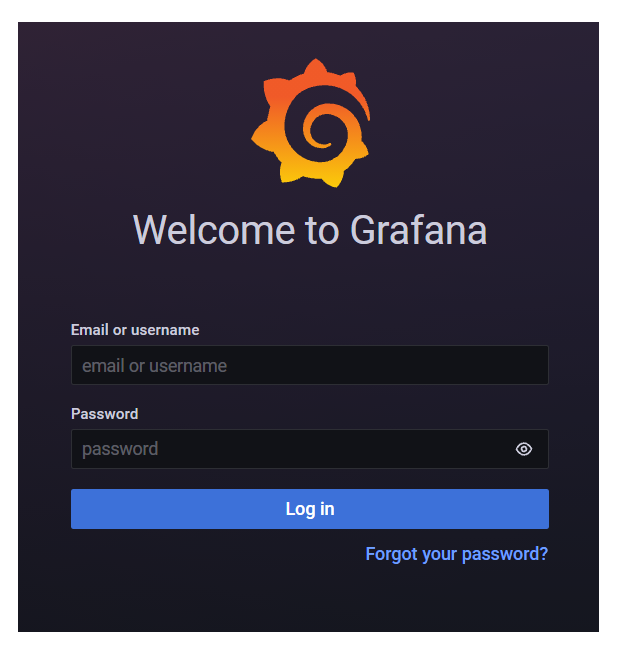 Welcome to Grafana
Email or username
email or username
Password
password
Log in
Forgot your password?